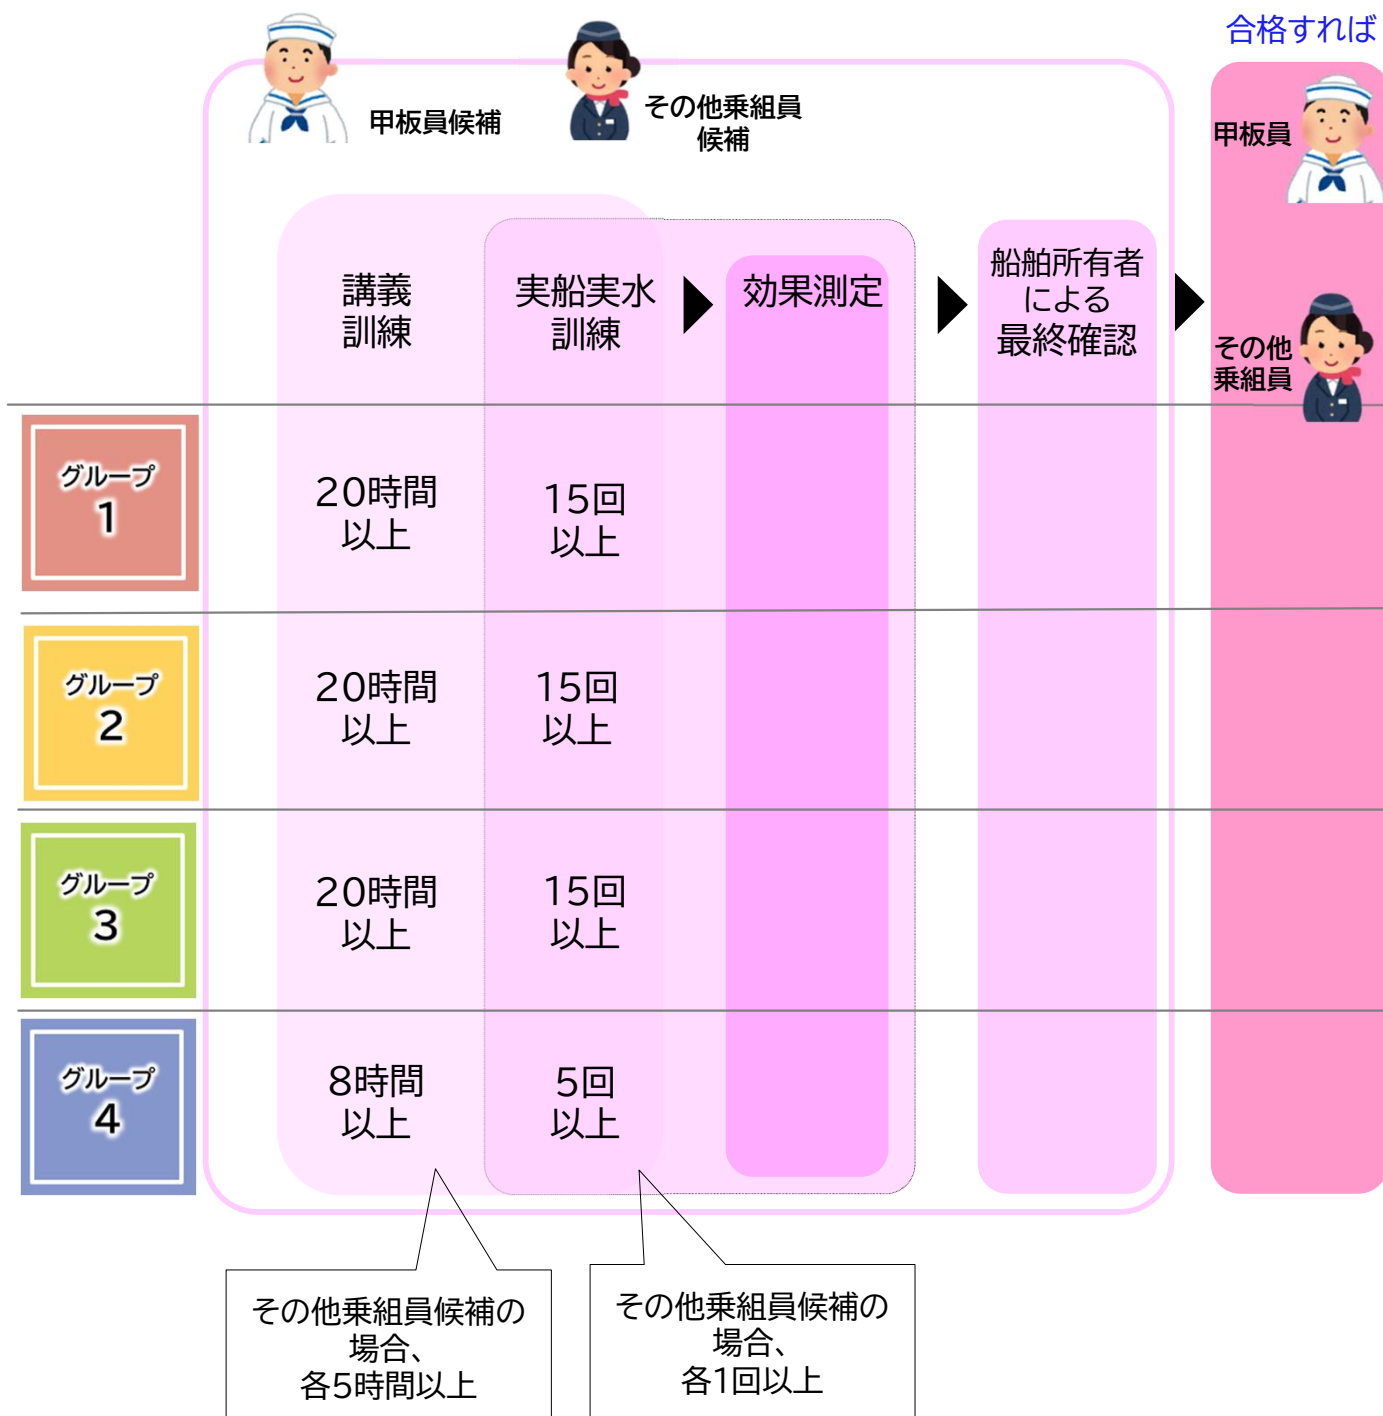 合格すれば
甲板員候補
その他乗組員
候補
甲板員
講義
訓練
実船実水
訓練
効果測定
船舶所有者
による
最終確認
その他
乗組員
グループ
1
20時間
以上
15回
以上
グループ
2
20時間
以上
15回
以上
グループ
3
20時間
以上
15回
以上
グループ
4
8時間
以上
5回
以上
その他乗組員候補の
場合、
各5時間以上
その他乗組員候補の
場合、
各1回以上